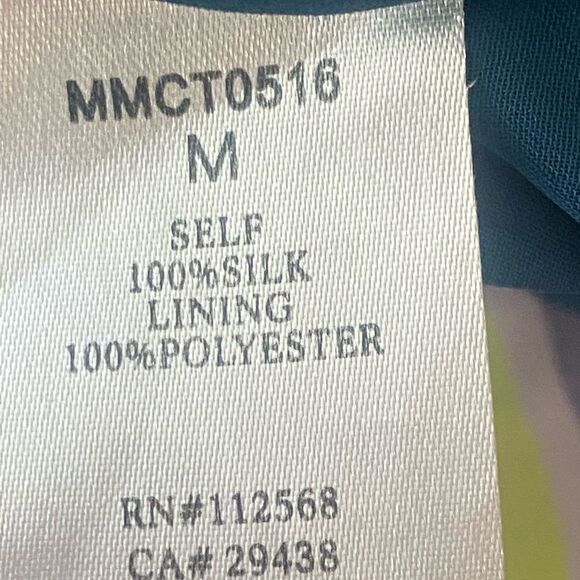 MMCT0516
M
SELF
100%SILK
LINING
100%POLYESTER
RN#112568
CA# 29438